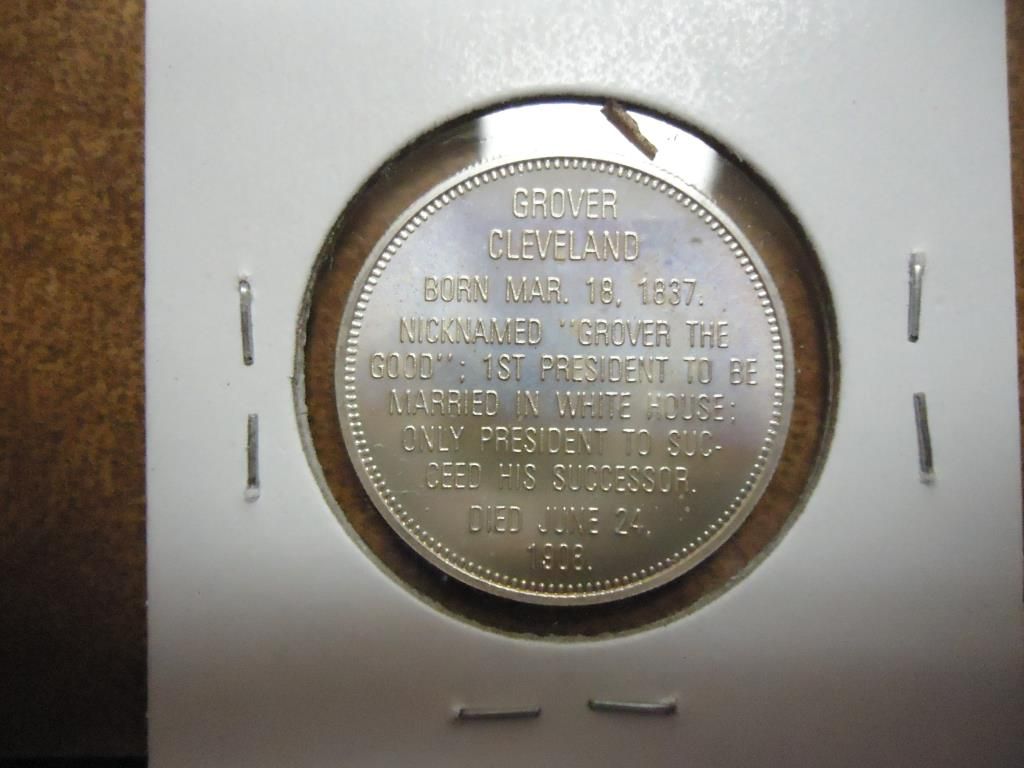 GROVER
CLEVELAND
BORN MAR. 18, 1837.
NICKNAMED "GROVER THE
GOOD"; 1ST PRESIDENT TO BE
MARRIED IN WHITE HOUSE;
ONLY PRESIDENT TO SUC-
CEED HIS SUCCESSOR.
DIED JUNE 24,
1908.